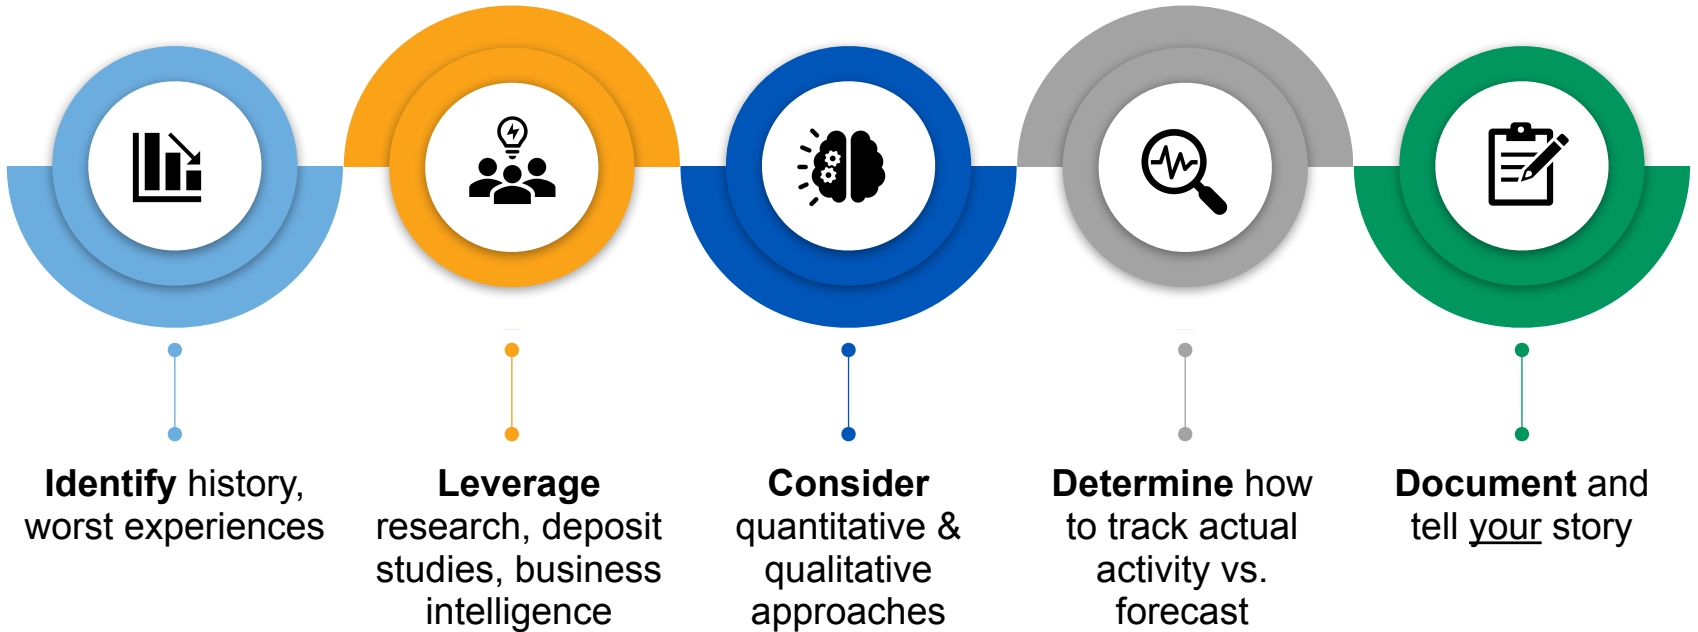 Identify history,
worst experiences
Leverage
research, deposit
studies, business
intelligence
Consider
quantitative &
qualitative
approaches
Determine how
to track actual
activity vs.
forecast
Document and
tell your story